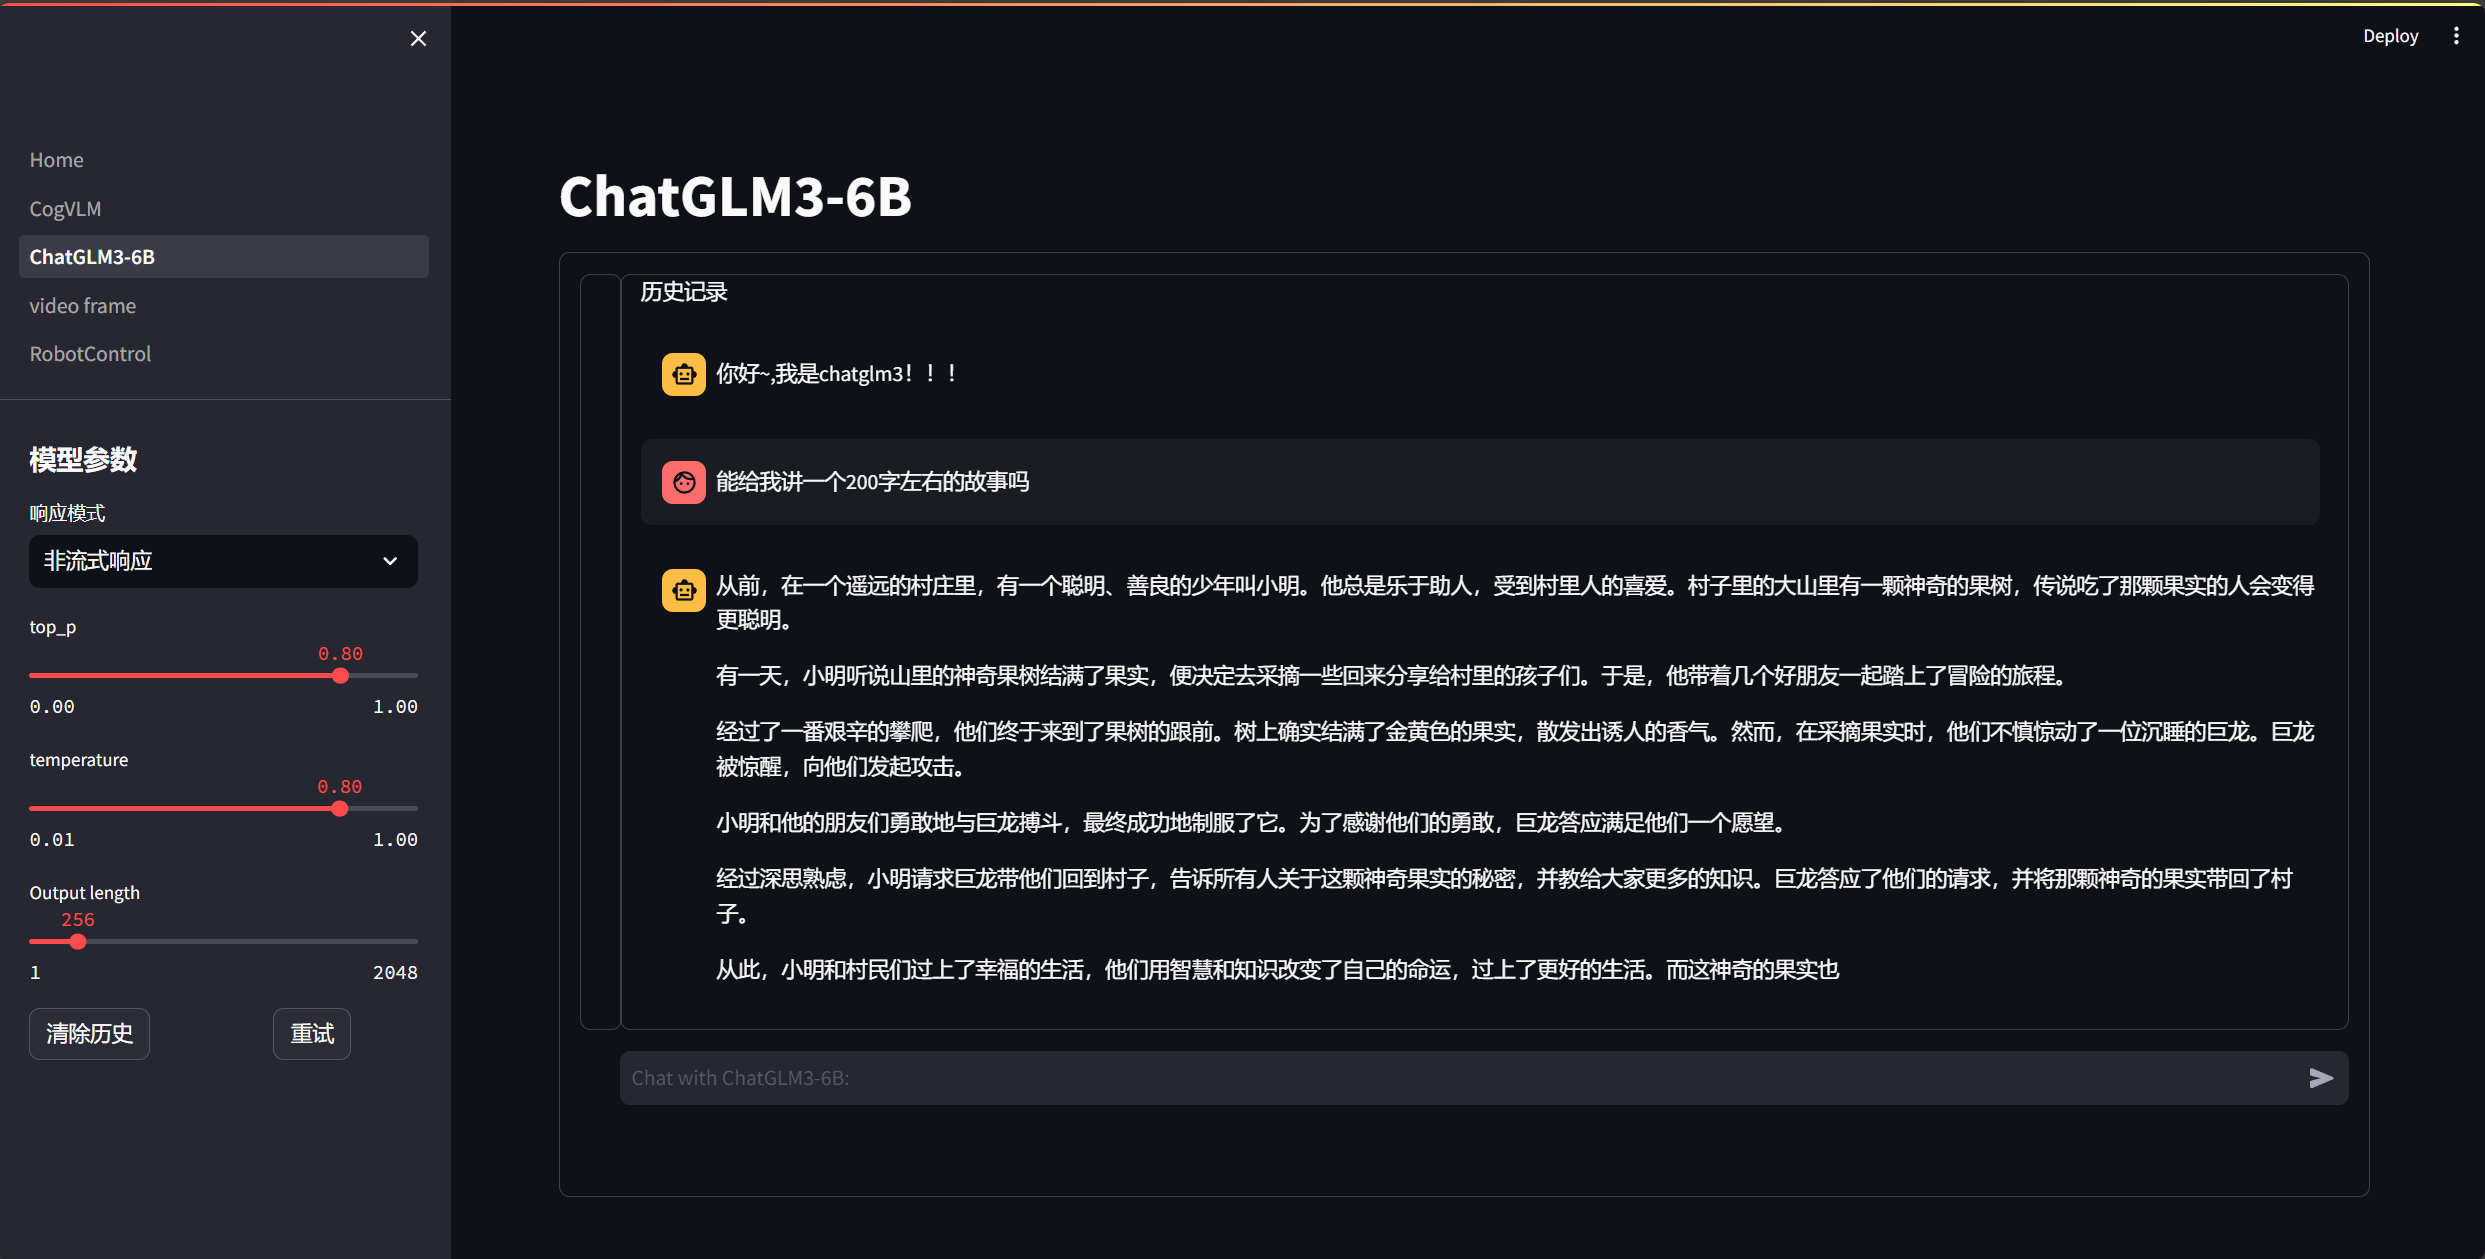 Deploy
Home
CogVLM
ChatGLM3-6B
video frame
RobotControl
模型参数
响应模式
非流式响应
top_p
0.80
0.00 1.00
temperature
0.80
0.01 1.00
Output length
256
1 2048
清除历史 重试
ChatGLM3-6B
历史记录
你好~,我是chatglm3！！！
能给我讲一个200字左右的故事吗
从前，在一个遥远的村庄里，有一个聪明、善良的少年叫小明。他总是乐于助人，受到村里人的喜爱。村子里的大山里有一颗神奇的果树，传说吃了那颗果实的人会变得
更聪明。
有一天，小明听说山里的神奇果树结满了果实，便决定去采摘一些回来分享给村里的孩子们。于是，他带着几个好朋友一起踏上了冒险的旅程。
经过了一番艰辛的攀爬，他们终于来到了果树的跟前。树上确实结满了金黄色的果实，散发出诱人的香气。然而，在采摘果实时，他们不慎惊动了一位沉睡的巨龙。巨龙
被惊醒，向他们发起攻击。
小明和他的朋友们勇敢地与巨龙搏斗，最终成功地制服了它。为了感谢他们的勇敢，巨龙答应满足他们一个愿望。
经过深思熟虑，小明请求巨龙带他们回到村子，告诉所有人关于这颗神奇果实的秘密，并教给大家更多的知识。巨龙答应了他们的请求，并将那颗神奇的果实带回了村
子。
从此，小明和村民们过上了幸福的生活，他们用智慧和知识改变了自己的命运，过上了更好的生活。而这神奇的果实也
Chat with ChatGLM3-6B: